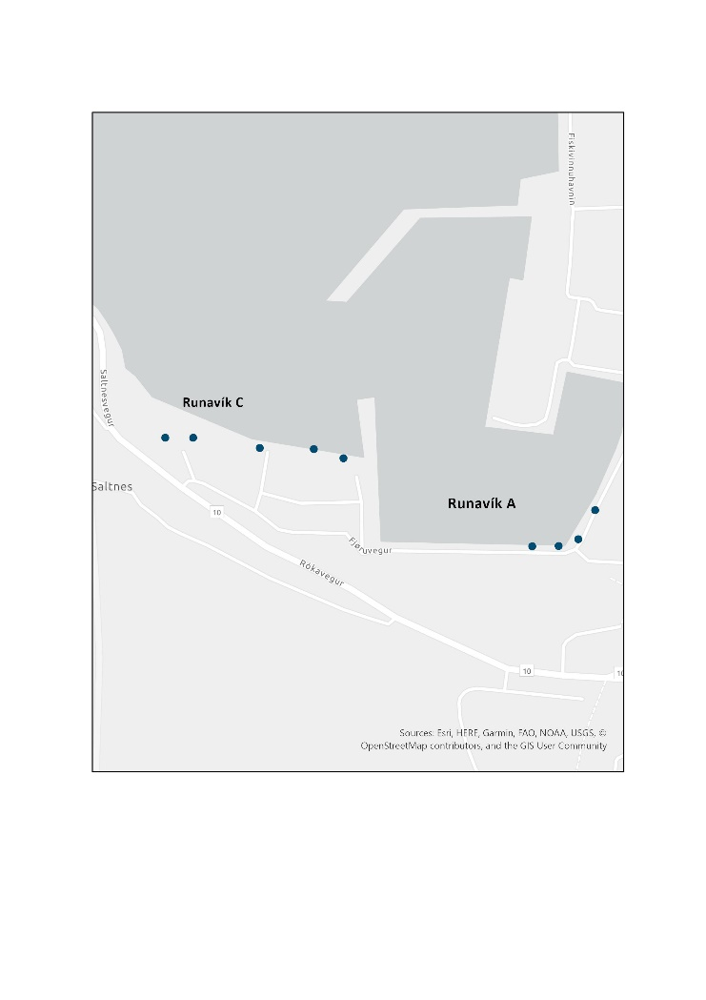 Fiskivinnuhavnin
Saltnesvegur
Runavík C
Saltnes
Runavík A
10
Fjøruvegur
Rókavegur
10
10
Sources: Esri, HERE, Garmin, FAO, NOAA, USGS, ©
OpenStreetMap contributors, and the GIS User Community